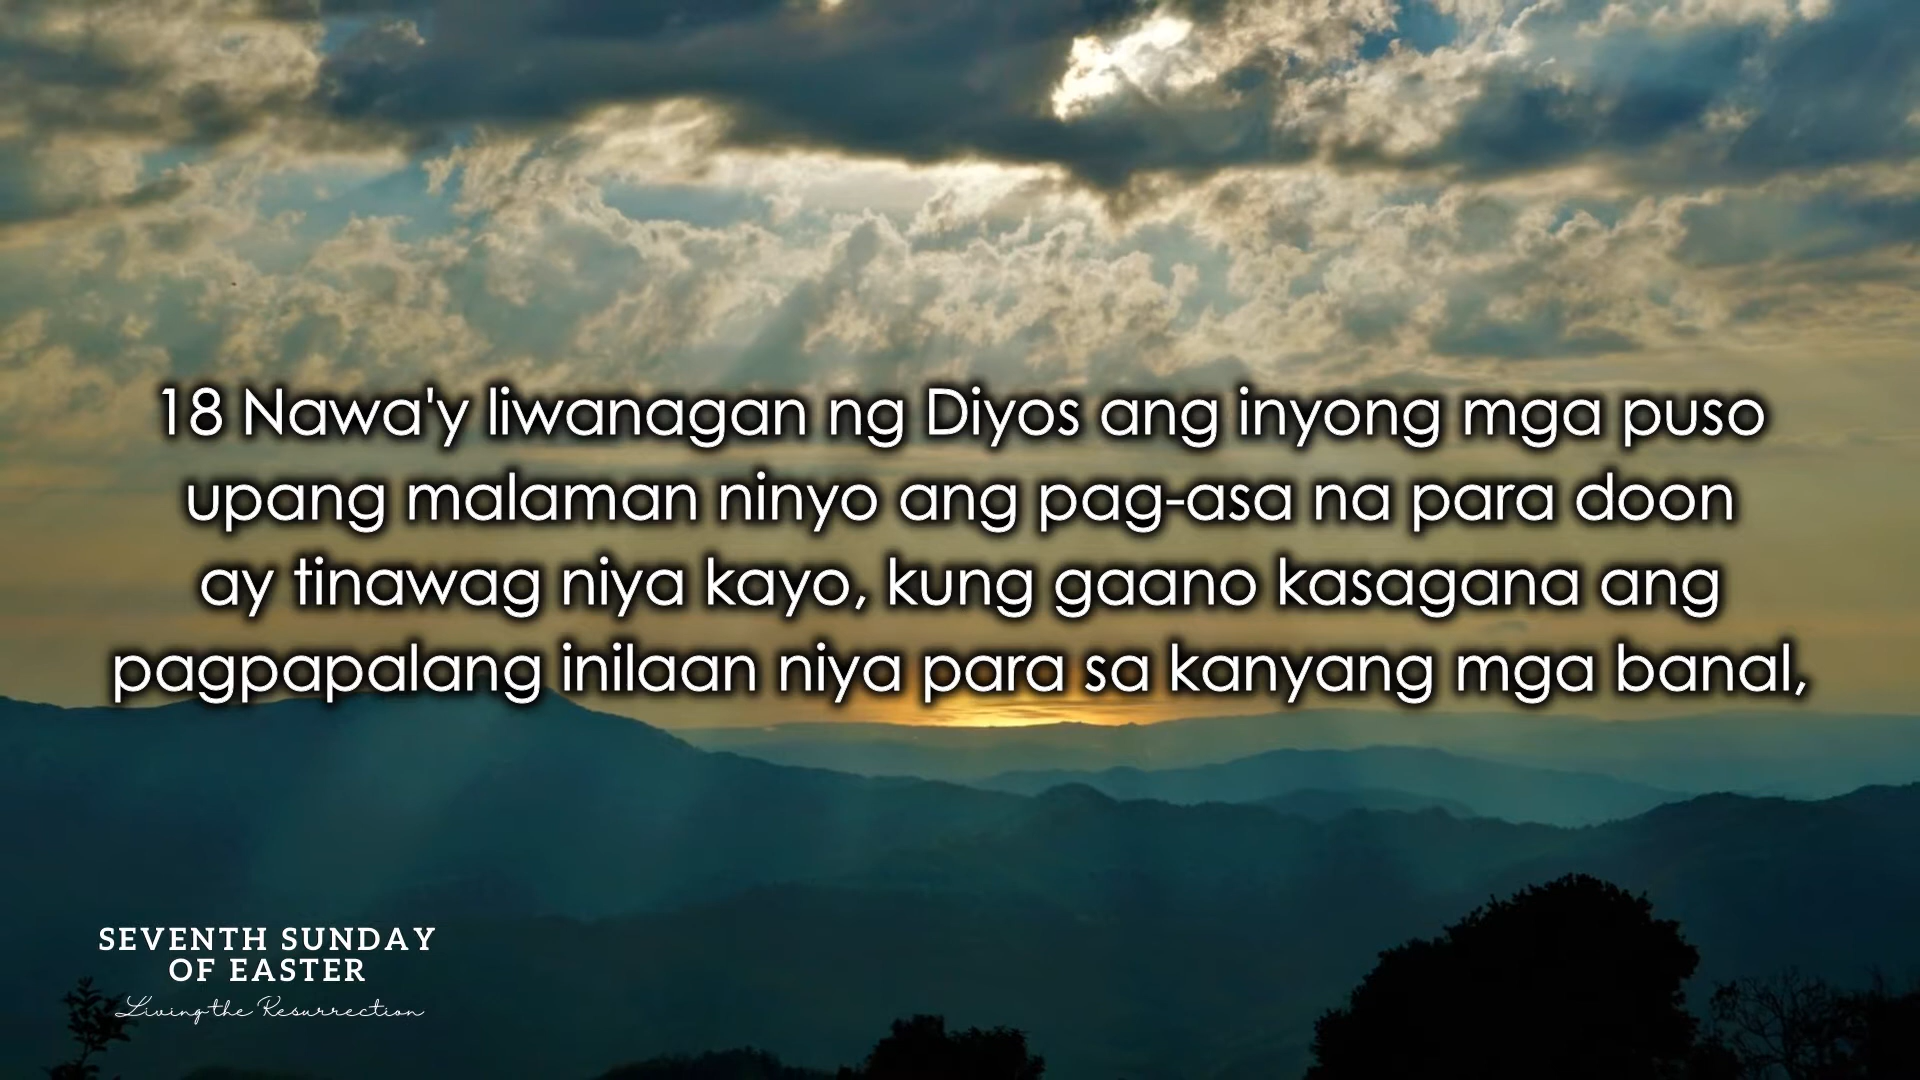 18 Nawa'y liwanagan ng Diyos ang inyong mga puso
upang malaman ninyo ang pag-asa na para doon
ay tinawag niya kayo, kung gaano kasagana ang
pagpapalang inilaan niya para sa kanyang mga banal,
SEVENTH SUNDAY
OF EASTER
Living the Resurrection